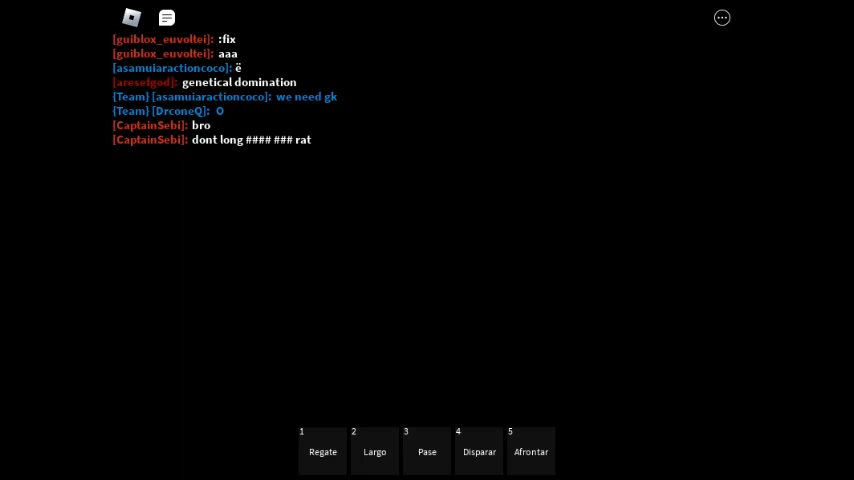 [guiblox_euvoltei]: :fix
[guiblox_euvoltei]: aaa
[asamuiaractioncoco]: ë
[aresefgod]: genetical domination
{Team} [asamuiaractioncoco]: we need gk
{Team} [DrconeQ]: O
[CaptainSebi]: bro
[CaptainSebi]: dont long #### ### rat
1 2 3 4 5
Regate Largo Pase Disparar Afrontar